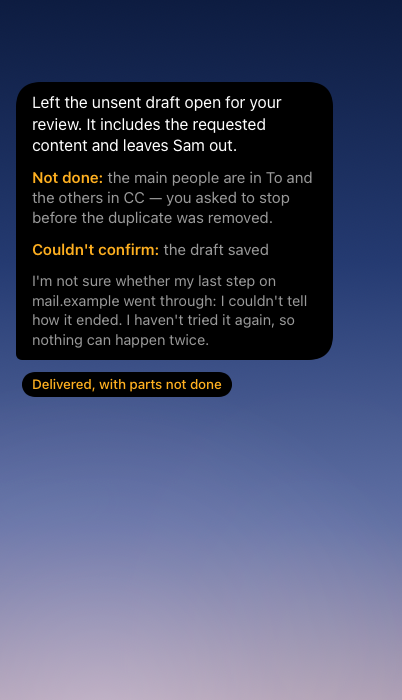 Left the unsent draft open for your
review. It includes the requested
content and leaves Sam out.
Not done: the main people are in To and
the others in CC — you asked to stop
before the duplicate was removed.
Couldn't confirm: the draft saved
I'm not sure whether my last step on
mail.example went through: I couldn't tell
how it ended. I haven't tried it again, so
nothing can happen twice.
Delivered, with parts not done